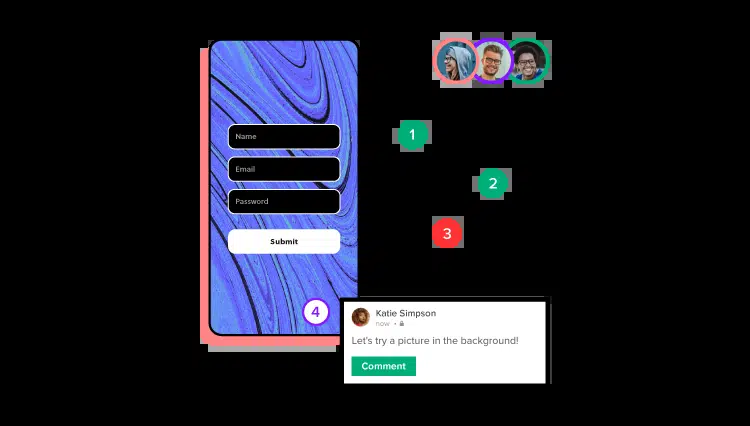 Name
Email
Password
Submit
1
2
3
4
Katie Simpson
now •
Let's try a picture in the background!
Comment